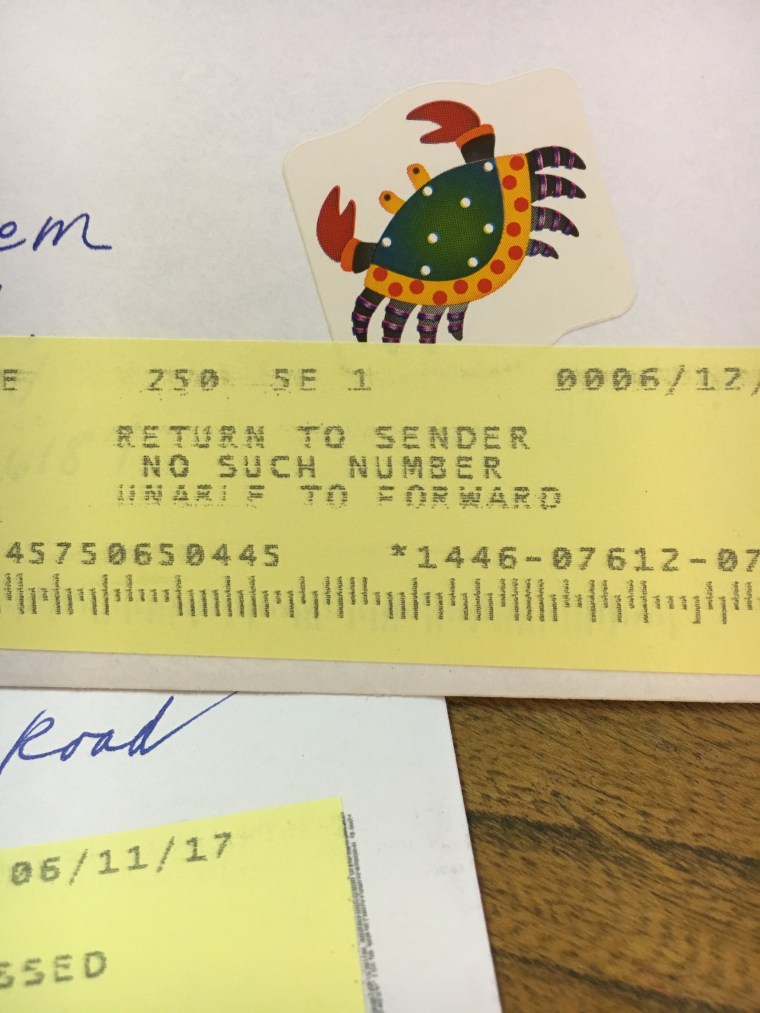 em
E 250 5E 1 0006/12/
RETURN TO SENDER
NO SUCH NUMBER
UNABLE TO FORWARD
45750650445 *1446-07612-07
Road
06/11/17
SSED